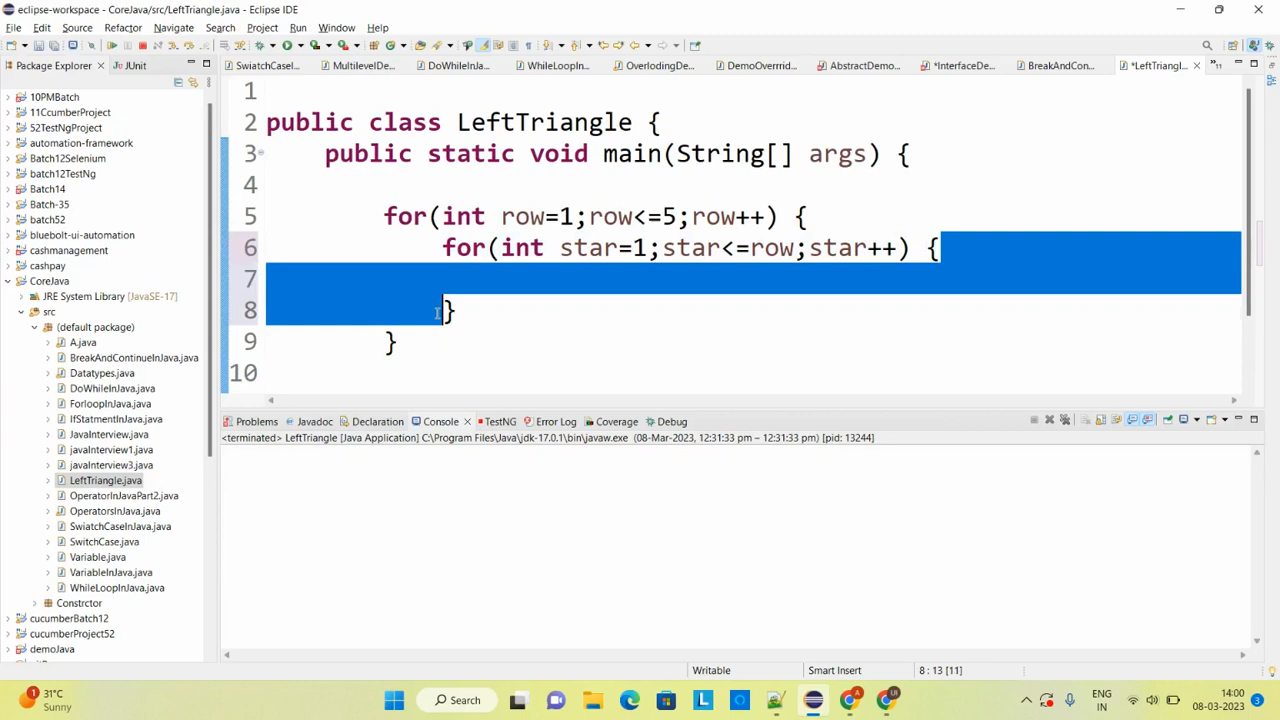 eclipse-workspace - CoreJava/src/LeftTriangle.java - Eclipse IDE
File Edit Source Refactor Navigate Search Project Run Window Help
Package Explorer
JUnit
SwiatchCaseI...
MultilevelDe...
DoWhileInJa...
WhileLoopIn...
OverlodingDe...
DemoOverrrid...
AbstractDemo...
*InterfaceDe...
BreakAndCon...
*LeftTriangl...
11
10PMBatch
11CcumberProject
52TestNgProject
automation-framework
Batch12Selenium
batch12TestNg
Batch14
Batch-35
batch52
bluebolt-ui-automation
cashmanagement
cashpay
CoreJava
JRE System Library [JavaSE-17]
src
(default package)
A.java
BreakAndContinueInJava.java
Datatypes.java
DoWhileInJava.java
ForloopInJava.java
IfStatmentInJava.java
JavaInterview.java
javaInterview1.java
javaInterview3.java
LeftTriangle.java
OperatorInJavaPart2.java
OperatorsInJava.java
SwiatchCaseInJava.java
SwitchCase.java
Variable.java
VariableInJava.java
WhileLoopInJava.java
Constrctor
cucumberBatch12
cucumberProject52
demoJava
1
2 public class LeftTriangle {
3 public static void main(String[] args) {
4
5 for(int row=1;row<=5;row++) {
6 for(int star=1;star<=row;star++) {
7
8 }
9 }
10
Problems Javadoc Declaration Console TestNG Error Log Coverage Debug
<terminated> LeftTriangle [Java Application] C:\Program Files\Java\jdk-17.0.1\bin\javaw.exe (08-Mar-2023, 12:31:33 pm – 12:31:33 pm) [pid: 13244]
Writable
Smart Insert
8 : 13 [11]
1
31°C
Sunny
Search
L
UI
ENG
IN
14:00
08-03-2023
3